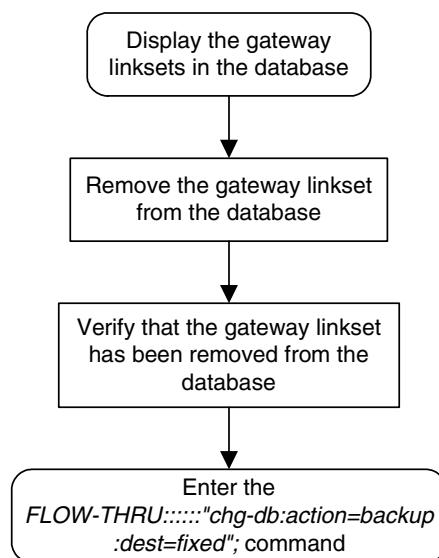 Display the gateway
linksets in the database
Remove the gateway linkset
from the database
Verify that the gateway linkset
has been removed from the
database
Enter the
FLOW-THRU::::::"chg-db:action=backup
:dest=fixed"; command